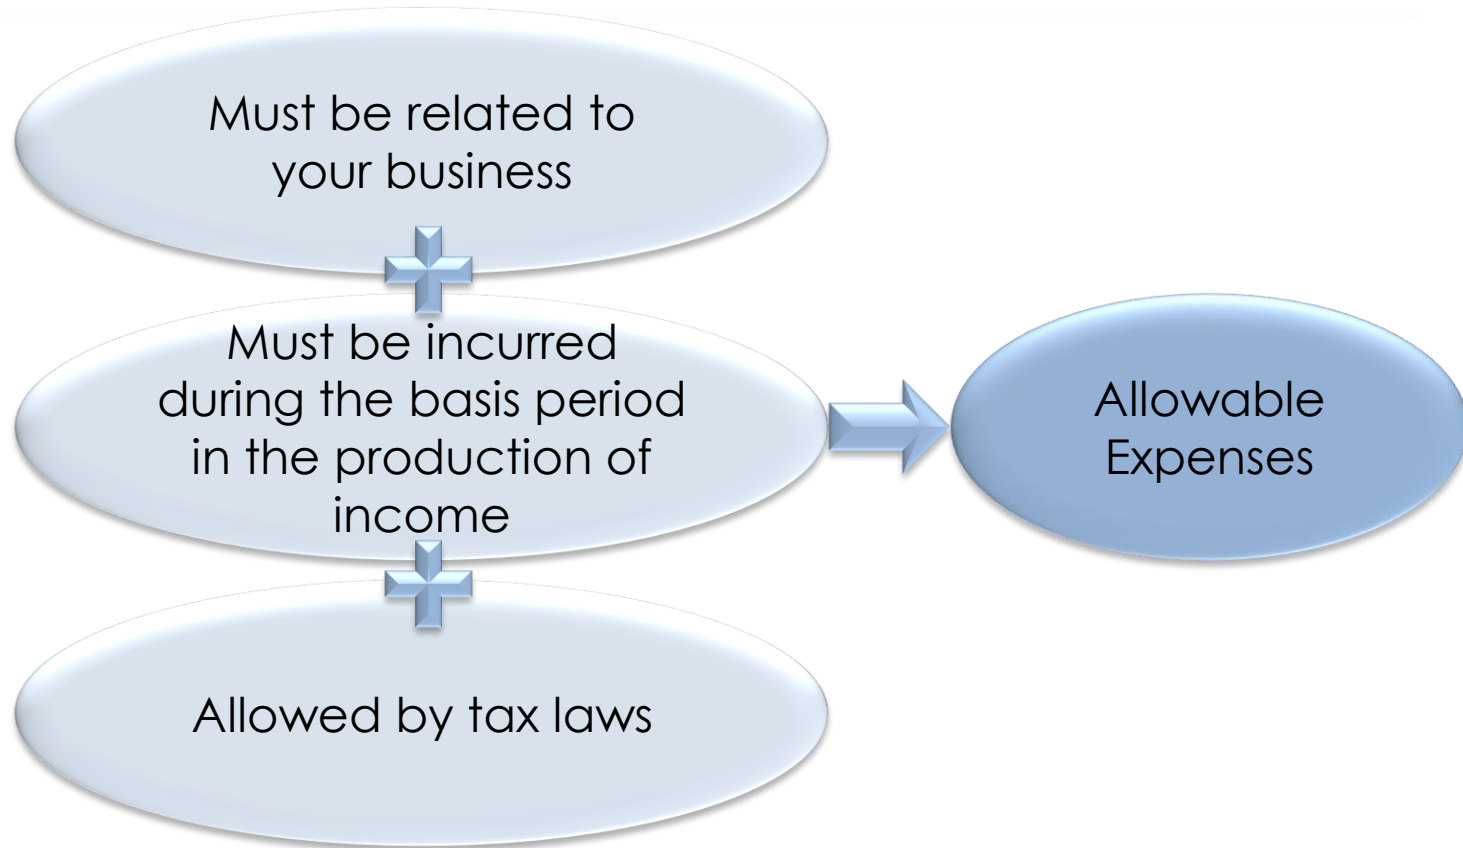 Must be related to
your business
Must be incurred
during the basis period
in the production of
income
Allowed by tax laws
Allowable
Expenses